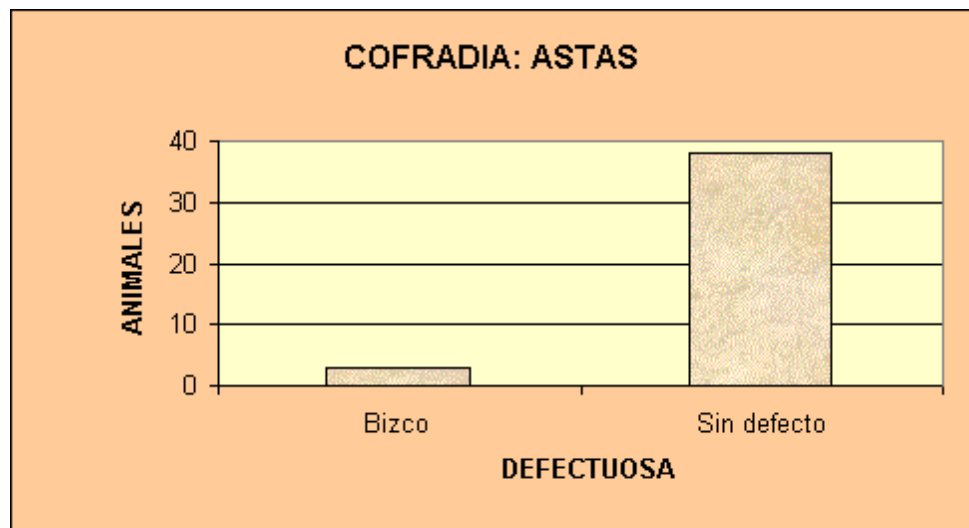 COFRADIA: ASTAS
40
30
20
10
0
ANIMALES
Bizco
Sin defecto
DEFECTUOSA